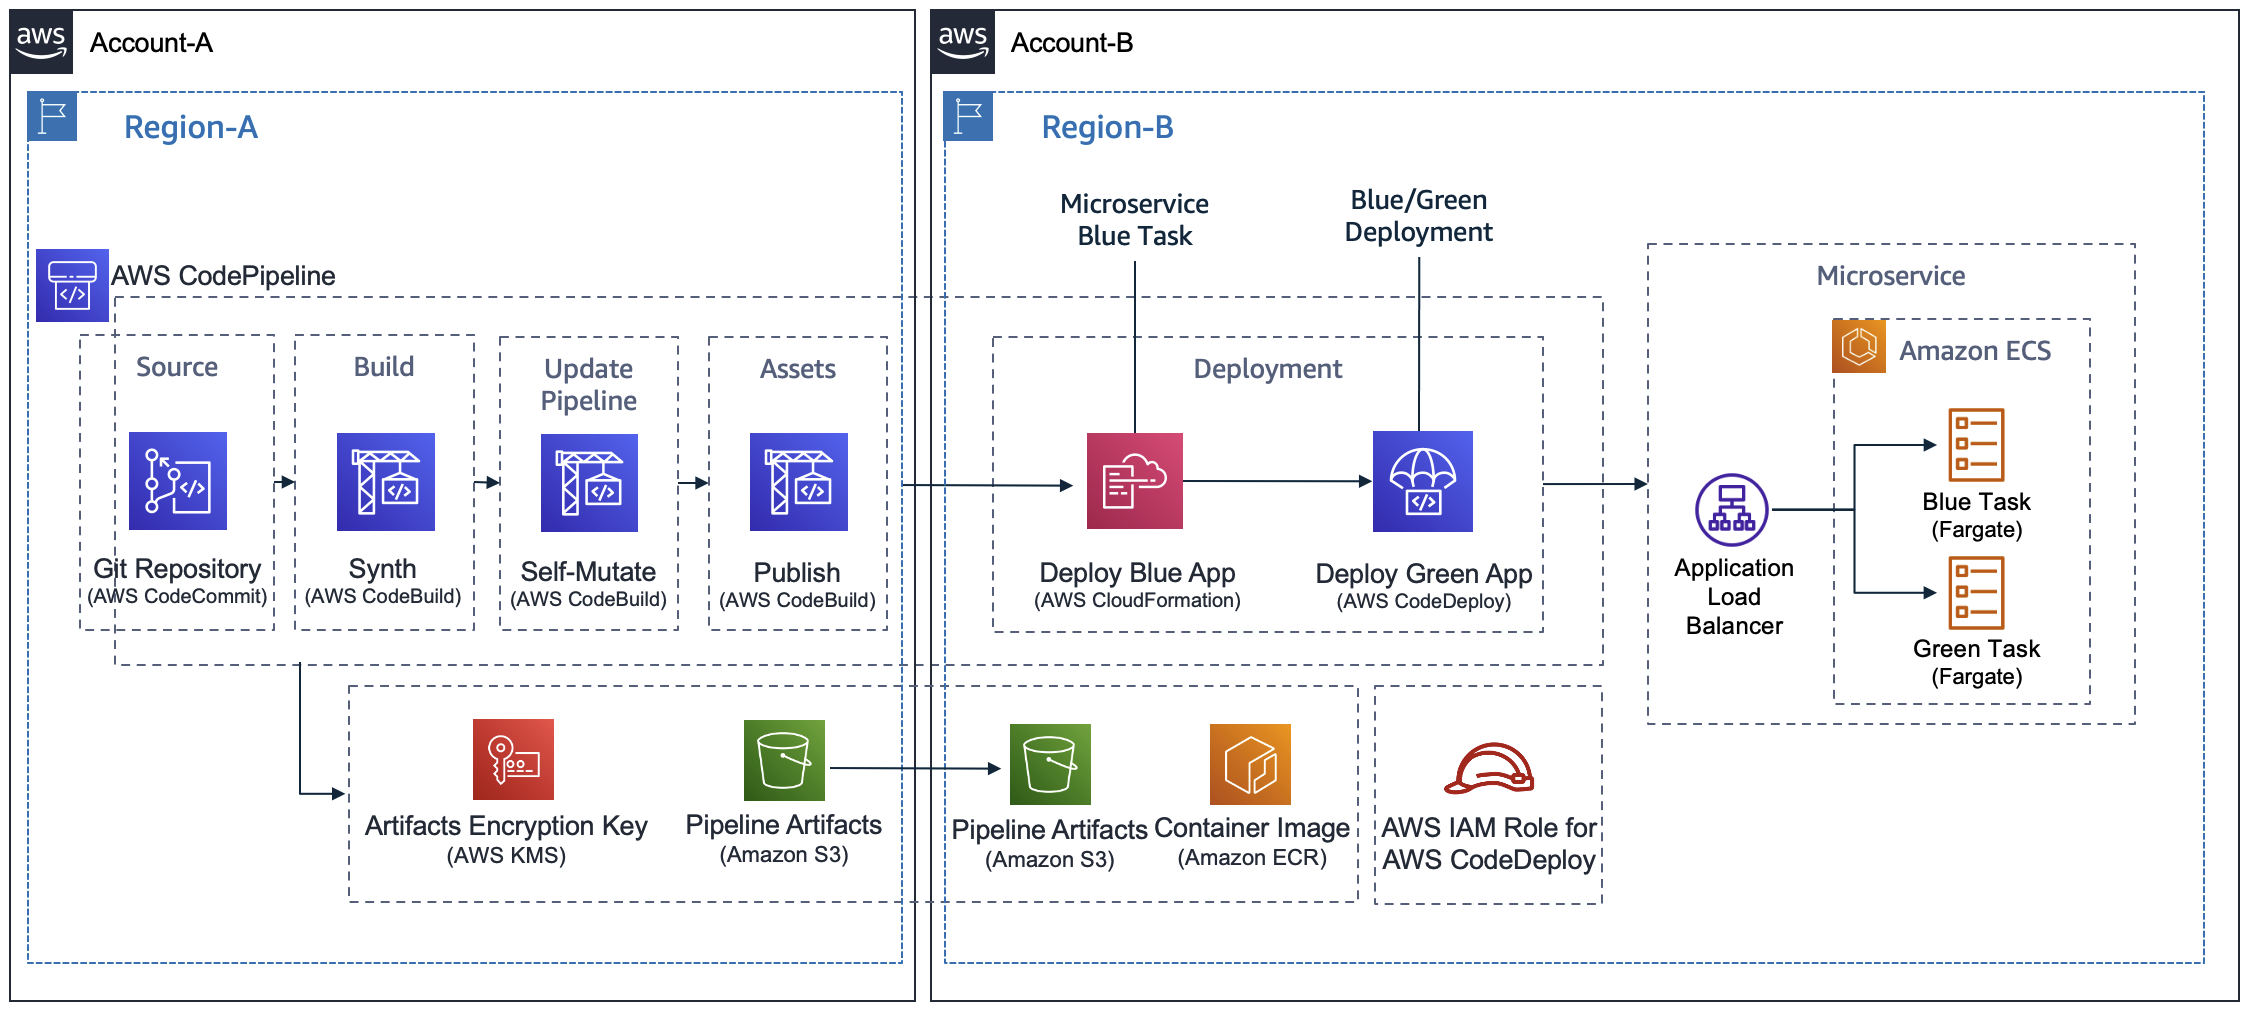 aws
Account-A
Region-A
AWS CodePipeline
Source
Git Repository
(AWS CodeCommit)
Build
Synth
(AWS CodeBuild)
Update
Pipeline
Self-Mutate
(AWS CodeBuild)
Assets
Publish
(AWS CodeBuild)
Artifacts Encryption Key
(AWS KMS)
Pipeline Artifacts
(Amazon S3)
aws
Account-B
Region-B
Microservice
Blue Task
Blue/Green
Deployment
Deployment
Deploy Blue App
(AWS CloudFormation)
Deploy Green App
(AWS CodeDeploy)
Pipeline Artifacts
(Amazon S3)
Container Image
(Amazon ECR)
AWS IAM Role for
AWS CodeDeploy
Microservice
Application
Load
Balancer
Amazon ECS
Blue Task
(Fargate)
Green Task
(Fargate)